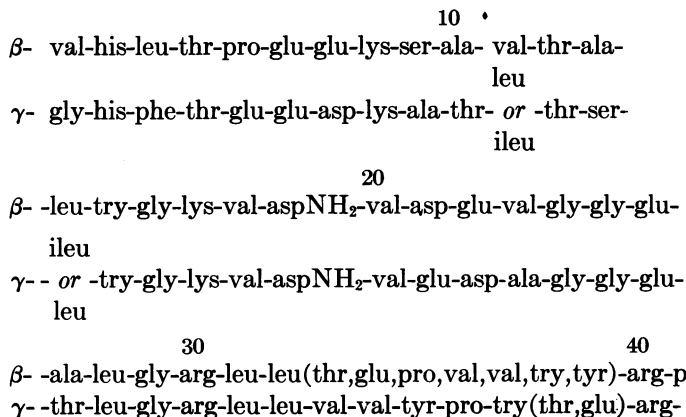 10
β- val-his-leu-thr-pro-glu-glu-lys-ser-ala- val-thr-ala-
leu
γ- gly-his-phe-thr-glu-glu-asp-lys-ala-thr- or -thr-ser-
ileu
20
β- -leu-try-gly-lys-val-aspNH₂-val-asp-glu-val-gly-gly-glu-
ileu
γ-- or -try-gly-lys-val-aspNH₂-val-glu-asp-ala-gly-gly-glu-
leu
30 40
β- -ala-leu-gly-arg-leu-leu(thr,glu,pro,val,val,try,tyr)-arg-p
γ--thr-leu-gly-arg-leu-leu-val-val-tyr-pro-try(thr,glu)-arg-